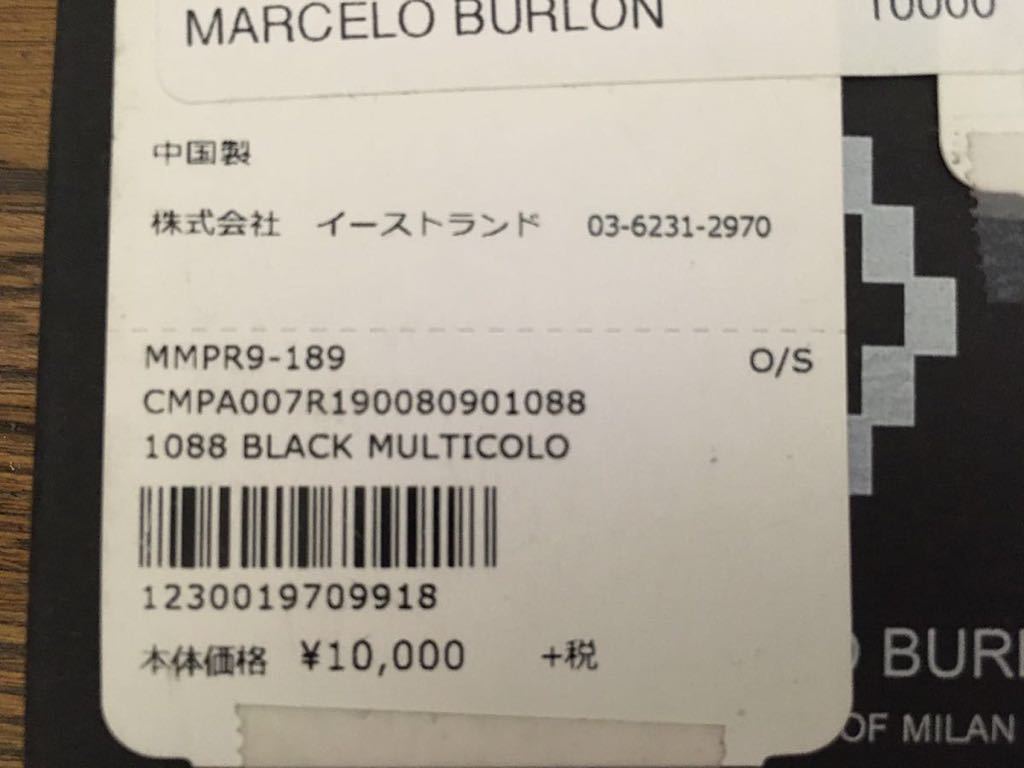 MARCELO BURLON 10000
中国製
株式会社 イーストランド 03-6231-2970
MMPR9-189 O/S
CMPA007R190080901088
1088 BLACK MULTICOLO
1230019709918
本体価格 ¥10,000 +税
O BURL
OF MILAN